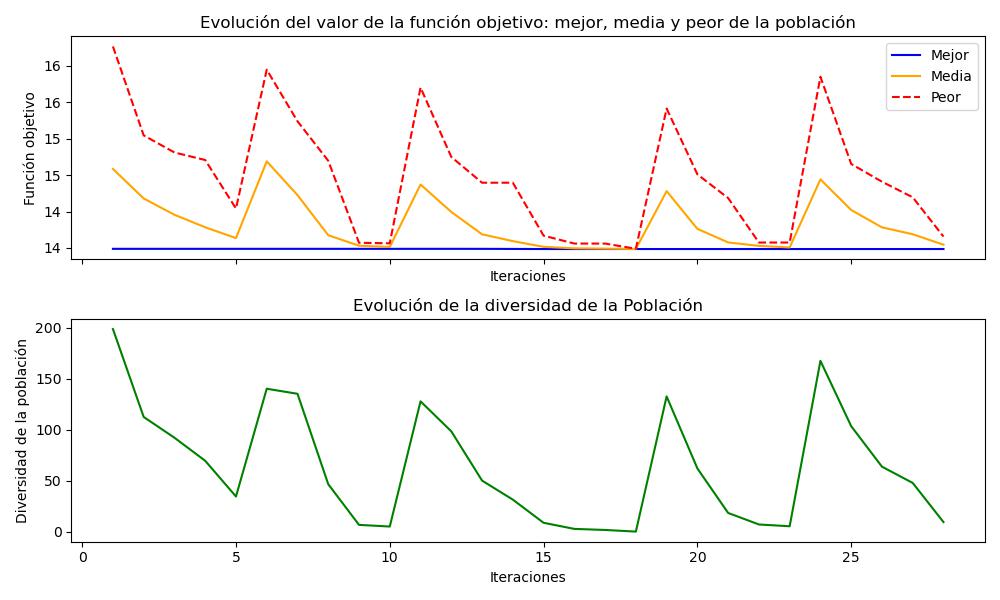 Evolución del valor de la función objetivo: mejor, media y peor de la población
Función objetivo
16
16
15
15
14
14
Mejor
Media
Peor
Iteraciones
Evolución de la diversidad de la Población
Diversidad de la población
200
150
100
50
0
0 5 10 15 20 25
Iteraciones